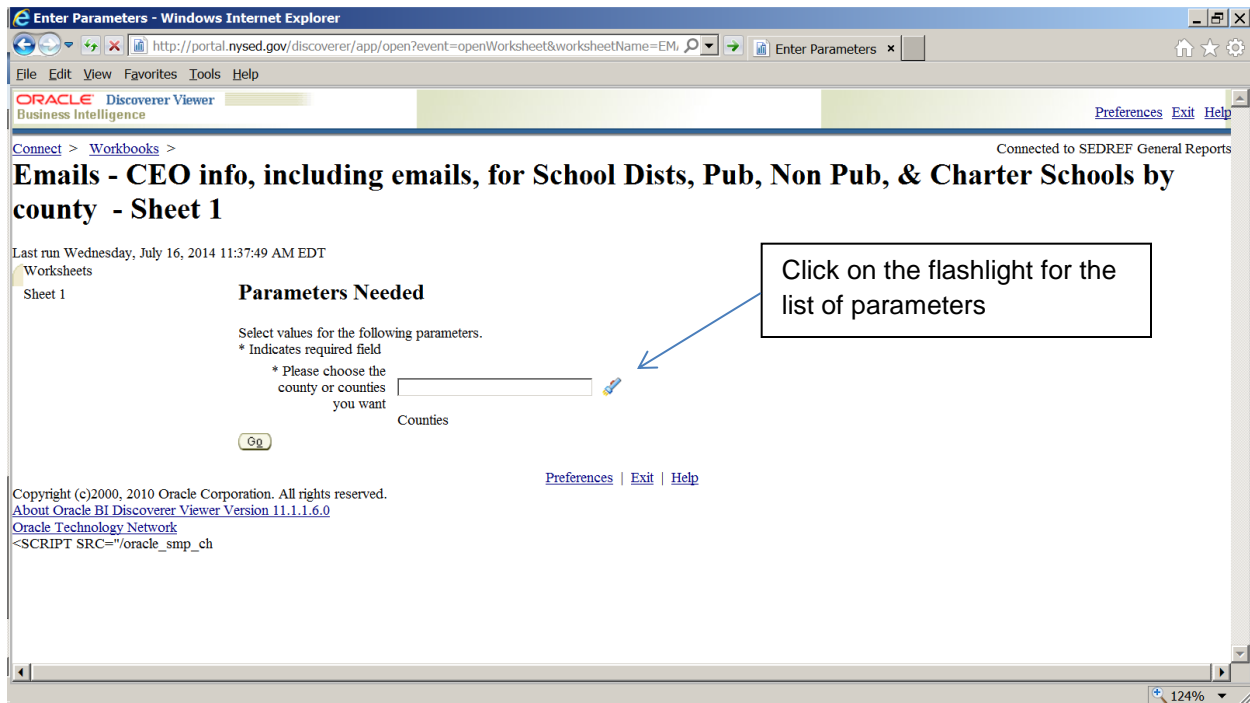 Enter Parameters - Windows Internet Explorer
http://portal.nysed.gov/discoverer/app/open?event=openWorksheet&worksheetName=EM
Enter Parameters
File Edit View Favorites Tools Help
ORACLE Discoverer Viewer
Business Intelligence
Preferences Exit Help
Connect > Workbooks >
Connected to SEDREF General Reports
Emails - CEO info, including emails, for School Dists, Pub, Non Pub, & Charter Schools by
county - Sheet 1
Last run Wednesday, July 16, 2014 11:37:49 AM EDT
Worksheets
Sheet 1
Click on the flashlight for the
list of parameters
Parameters Needed
Select values for the following parameters.
* Indicates required field
* Please choose the
county or counties
you want
Counties
Go
Preferences | Exit | Help
Copyright (c)2000, 2010 Oracle Corporation. All rights reserved.
About Oracle BI Discoverer Viewer Version 11.1.1.6.0
Oracle Technology Network
<SCRIPT SRC="/oracle_smp_ch
124%